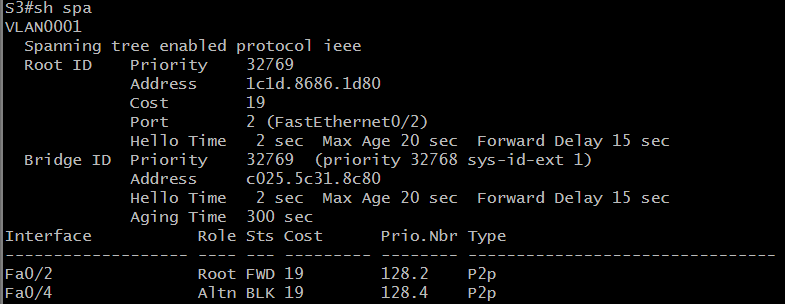 S3#sh spa
VLAN0001
  Spanning tree enabled protocol ieee
  Root ID    Priority    32769
             Address     1c1d.8686.1d80
             Cost        19
             Port        2 (FastEthernet0/2)
             Hello Time   2 sec  Max Age 20 sec  Forward Delay 15 sec
  Bridge ID  Priority    32769  (priority 32768 sys-id-ext 1)
             Address     c025.5c31.8c80
             Hello Time   2 sec  Max Age 20 sec  Forward Delay 15 sec
             Aging Time  300 sec
Interface           Role Sts Cost      Prio.Nbr Type
------------------- ---- --- --------- -------- --------------------------------
Fa0/2               Root FWD 19        128.2    P2p
Fa0/4               Altn BLK 19        128.4    P2p